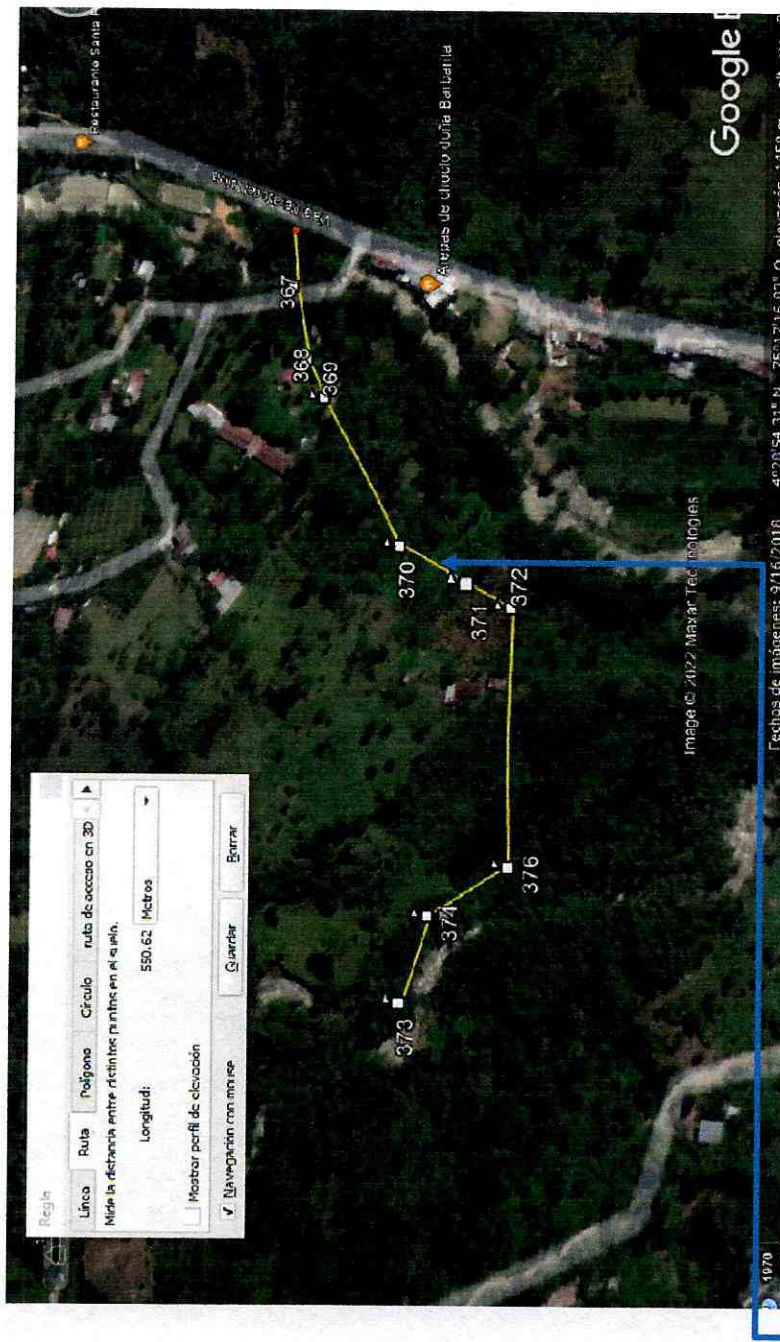 Regla
Línea Ruta Polígono Círculo ruta de acceso en 3D
Mide la distancia entre distintos puntos en el suelo.
Longitud: 550.62 Metros
Mostrar perfil de elevación
Navegación con mouse Guardar Borrar
Restaurante Santa
367
368
369
370
371
372
376
374
373
Arepas de choclo doña Barbarita
Image © 2022 Maxar Technologies
Google E
1970
Fechas de imágenes: 9/16/2018